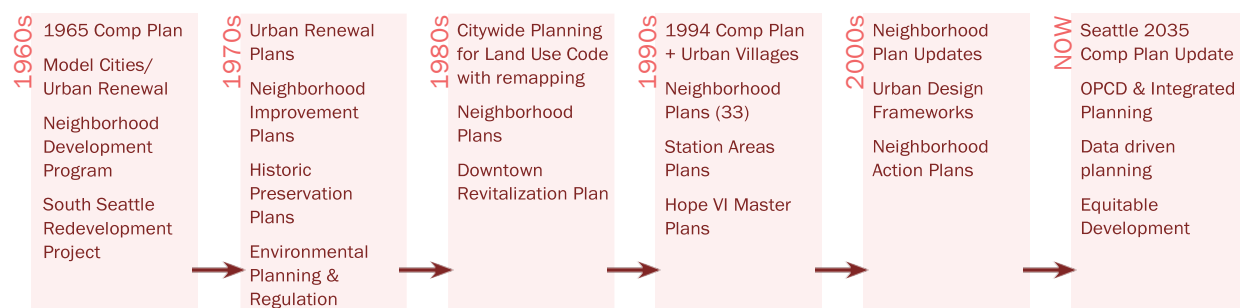 1960s
1965 Comp Plan
Model Cities/
Urban Renewal
Neighborhood
Development
Program
South Seattle
Redevelopment
Project
1970s
Urban Renewal
Plans
Neighborhood
Improvement
Plans
Historic
Preservation
Plans
Environmental
Planning &
Regulation
1980s
Citywide Planning
for Land Use Code
with remapping
Neighborhood
Plans
Downtown
Revitalization Plan
1990s
1994 Comp Plan
+ Urban Villages
Neighborhood
Plans (33)
Station Areas
Plans
Hope VI Master
Plans
2000s
Neighborhood
Plan Updates
Urban Design
Frameworks
Neighborhood
Action Plans
NOW
Seattle 2035
Comp Plan Update
OPCD & Integrated
Planning
Data driven
planning
Equitable
Development